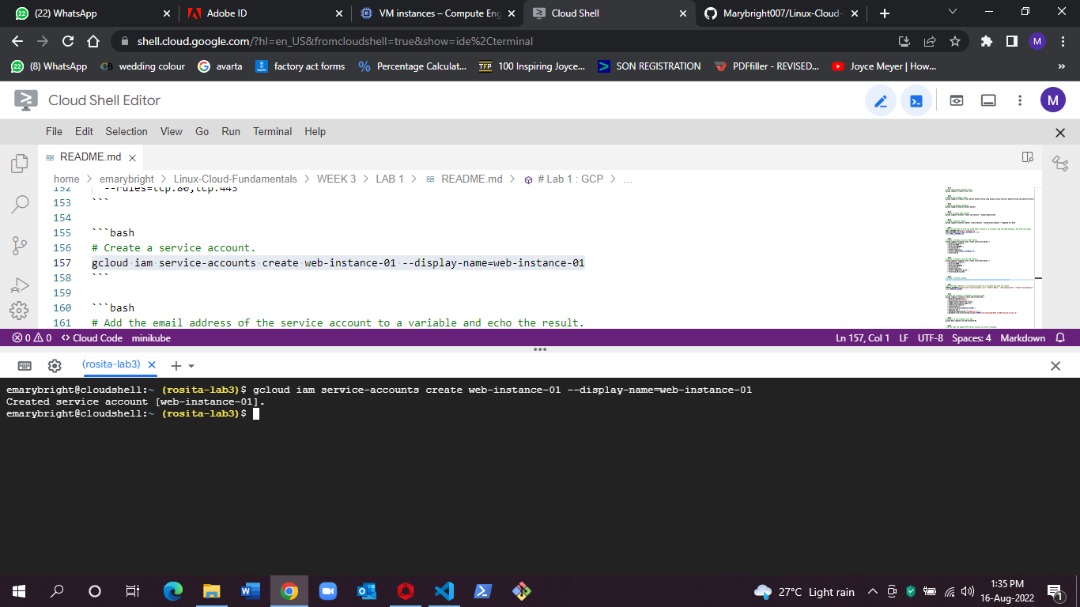 (22) WhatsApp
Adobe ID
VM instances – Compute Eng
Cloud Shell
Marybright007/Linux-Cloud-
shell.cloud.google.com/?hl=en_US&fromcloudshell=true&show=ide%2Cterminal
M
(8) WhatsApp
wedding colour
avarta
factory act forms
Percentage Calculat...
100 Inspiring Joyce...
SON REGISTRATION
PDFfiller - REVISED...
Joyce Meyer | How...
Cloud Shell Editor
M
File Edit Selection View Go Run Terminal Help
README.md
home > emarybright > Linux-Cloud-Fundamentals > WEEK 3 > LAB 1 > README.md > # Lab 1 : GCP > ...
152 --rules=tcp:80,tcp:443
153 ```
154
155 ```bash
156 # Create a service account.
157 gcloud iam service-accounts create web-instance-01 --display-name=web-instance-01
158 ```
159
160 ```bash
161 # Add the email address of the service account to a variable and echo the result.
0 0 Cloud Code minikube Ln 157, Col 1 LF UTF-8 Spaces: 4 Markdown
(rosita-lab3)
emarybright@cloudshell:~ (rosita-lab3)$ gcloud iam service-accounts create web-instance-01 --display-name=web-instance-01
Created service account [web-instance-01].
emarybright@cloudshell:~ (rosita-lab3)$
27°C Light rain
1:35 PM
16-Aug-2022
1